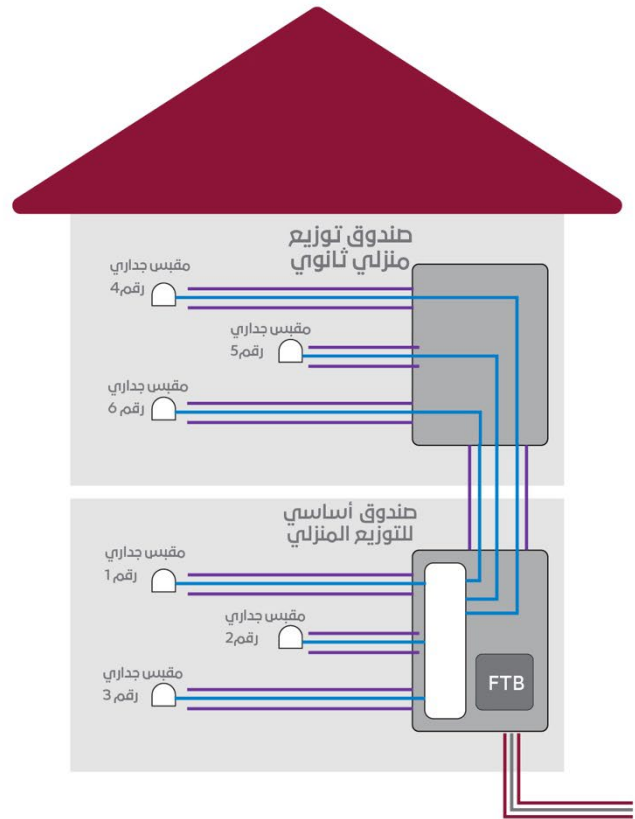 صندوق توزيع
منزلي ثانوي
مقبس جداري
رقم4
مقبس جداري
رقم5
مقبس جداري
رقم 6
صندوق أساسي
للتوزيع المنزلي
مقبس جداري
رقم 1
مقبس جداري
رقم2
مقبس جداري
رقم 3
FTB